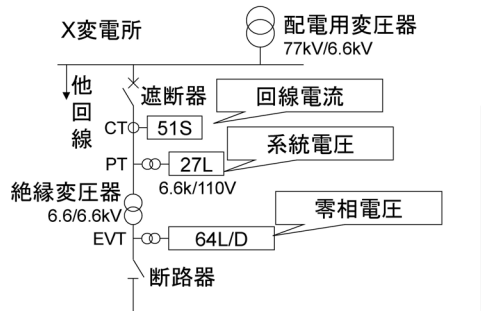 X変電所
配電用変圧器
77kV/6.6kV
他
回
線
遮断器
回線電流
CT
51S
系統電圧
PT
27L
6.6k/110V
絶縁変圧器
6.6/6.6kV
零相電圧
EVT
64L/D
断路器